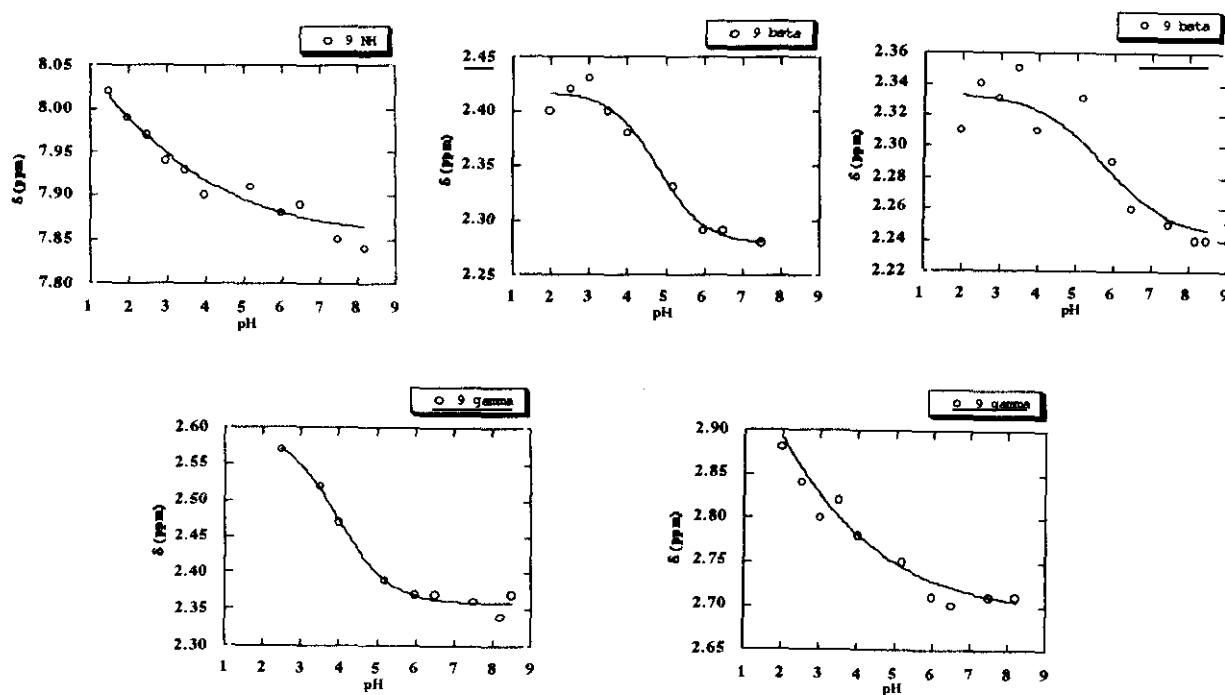 9 NH
8.05
8.00
7.95
7.90
7.85
7.80
δ (ppm)
1 2 3 4 5 6 7 8 9
pH
9 beta
2.45
2.40
2.35
2.30
2.25
δ (ppm)
1 2 3 4 5 6 7 8 9
pH
9 beta
2.36
2.34
2.33
2.31
2.30
2.28
2.26
2.24
2.22
δ (ppm)
1 2 3 4 5 6 7 8 9
pH
9 gamma
2.60
2.55
2.50
2.45
2.40
2.35
2.30
δ (ppm)
1 2 3 4 5 6 7 8 9
pH
9 gamma
2.90
2.85
2.80
2.75
2.70
2.65
δ (ppm)
1 2 3 4 5 6 7 8 9
pH